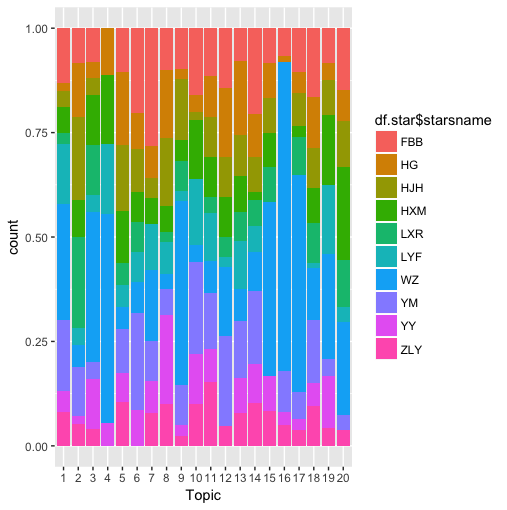 1.00
0.75
0.50
0.25
0.00
count
1 2 3 4 5 6 7 8 9 10 11 12 13 14 15 16 17 18 19 20
Topic
df.star$starsname
FBB
HG
HJH
HXM
LXR
LYF
WZ
YM
YY
ZLY